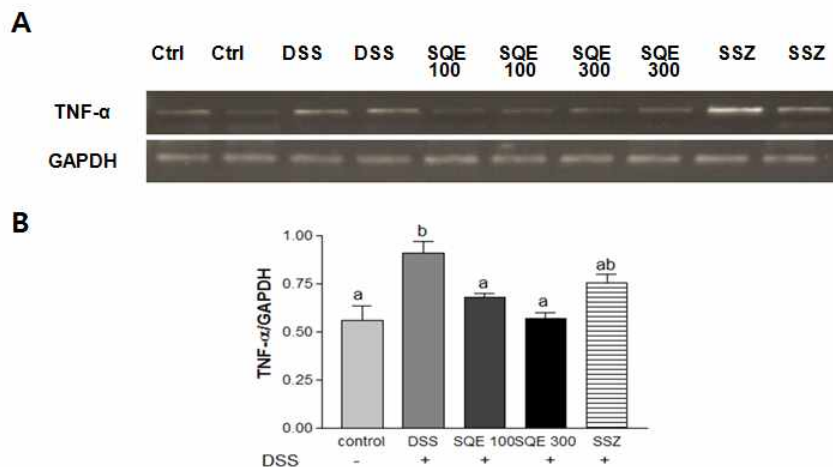 A
Ctrl Ctrl DSS DSS SQE 100 SQE 100 SQE 300 SQE 300 SSZ SSZ
TNF-α
GAPDH
B
TNF-α/GAPDH
1.00
0.75
0.50
0.25
0.00
a b a a ab
control DSS SQE 100 SQE 300 SSZ
DSS - + + + +